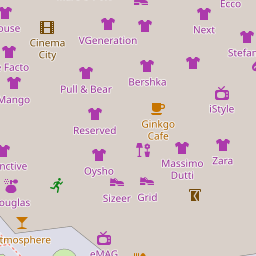 Ecco
ouse
Cinema
City
VGeneration
Next
Stefan
e Facto
Pull & Bear
Bershka
Mango
iStyle
Reserved
Ginkgo
Cafe
nctive
Oysho
Massimo
Dutti
Zara
ouglas
Sizeer
Grid
tmosphere
eMAG